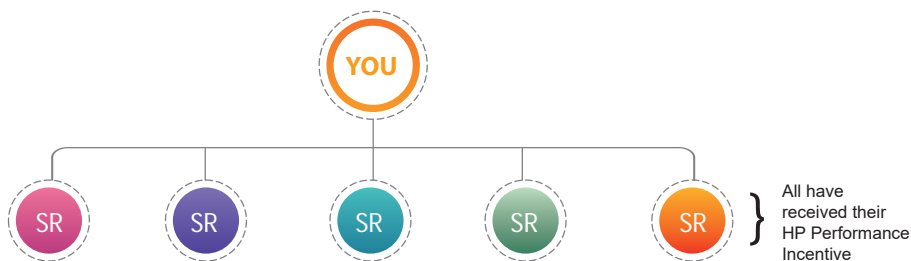 YOU
SR SR SR SR SR
All have
received their
HP Performance
Incentive